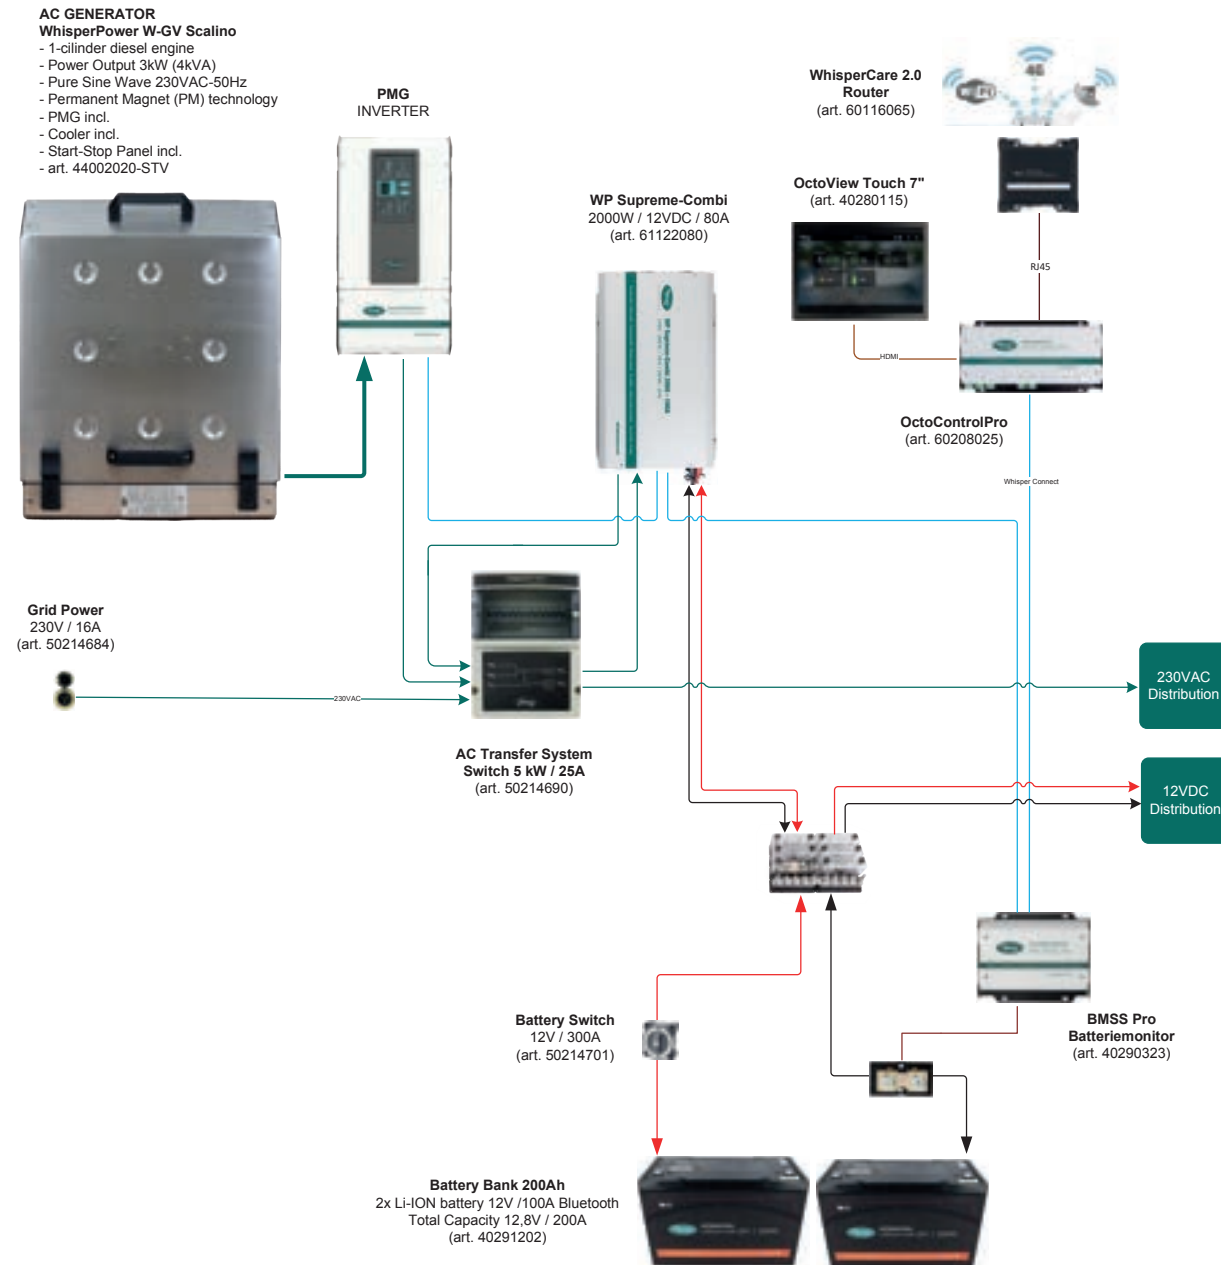 AC GENERATOR
WhisperPower W-GV Scalino
- 1-cilinder diesel engine
- Power Output 3kW (4kVA)
- Pure Sine Wave 230VAC-50Hz
- Permanent Magnet (PM) technology
- PMG incl.
- Cooler incl.
- Start-Stop Panel incl.
- art. 44002020-STV
PMG
INVERTER
WP Supreme-Combi
2000W / 12VDC / 80A
(art. 61122080)
WhisperCare 2.0
Router
(art. 60116065)
4G
OctoView Touch 7"
(art. 40280115)
RJ45
HDMI
OctoControlPro
(art. 60208025)
Whisper Connect
Grid Power
230V / 16A
(art. 50214684)
230VAC
AC Transfer System
Switch 5 kW / 25A
(art. 50214690)
230VAC
Distribution
12VDC
Distribution
Battery Switch
12V / 300A
(art. 50214701)
BMSS Pro
Batteriemonitor
(art. 40290323)
Battery Bank 200Ah
2x Li-ION battery 12V /100A Bluetooth
Total Capacity 12,8V / 200A
(art. 40291202)